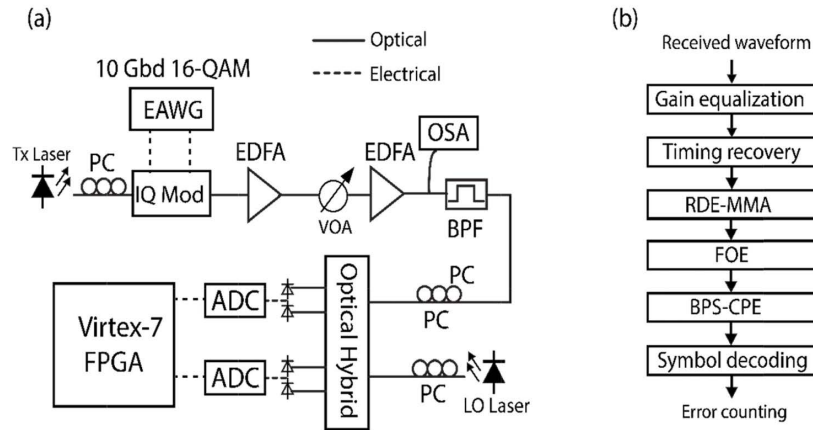 (a)
Optical
Electrical
10 Gbd 16-QAM
EAWG
Tx Laser
PC
IQ Mod
EDFA
VOA
EDFA
OSA
BPF
Virtex-7
FPGA
ADC
ADC
Optical Hybrid
PC
PC
PC
LO Laser
(b)
Received waveform
Gain equalization
Timing recovery
RDE-MMA
FOE
BPS-CPE
Symbol decoding
Error counting